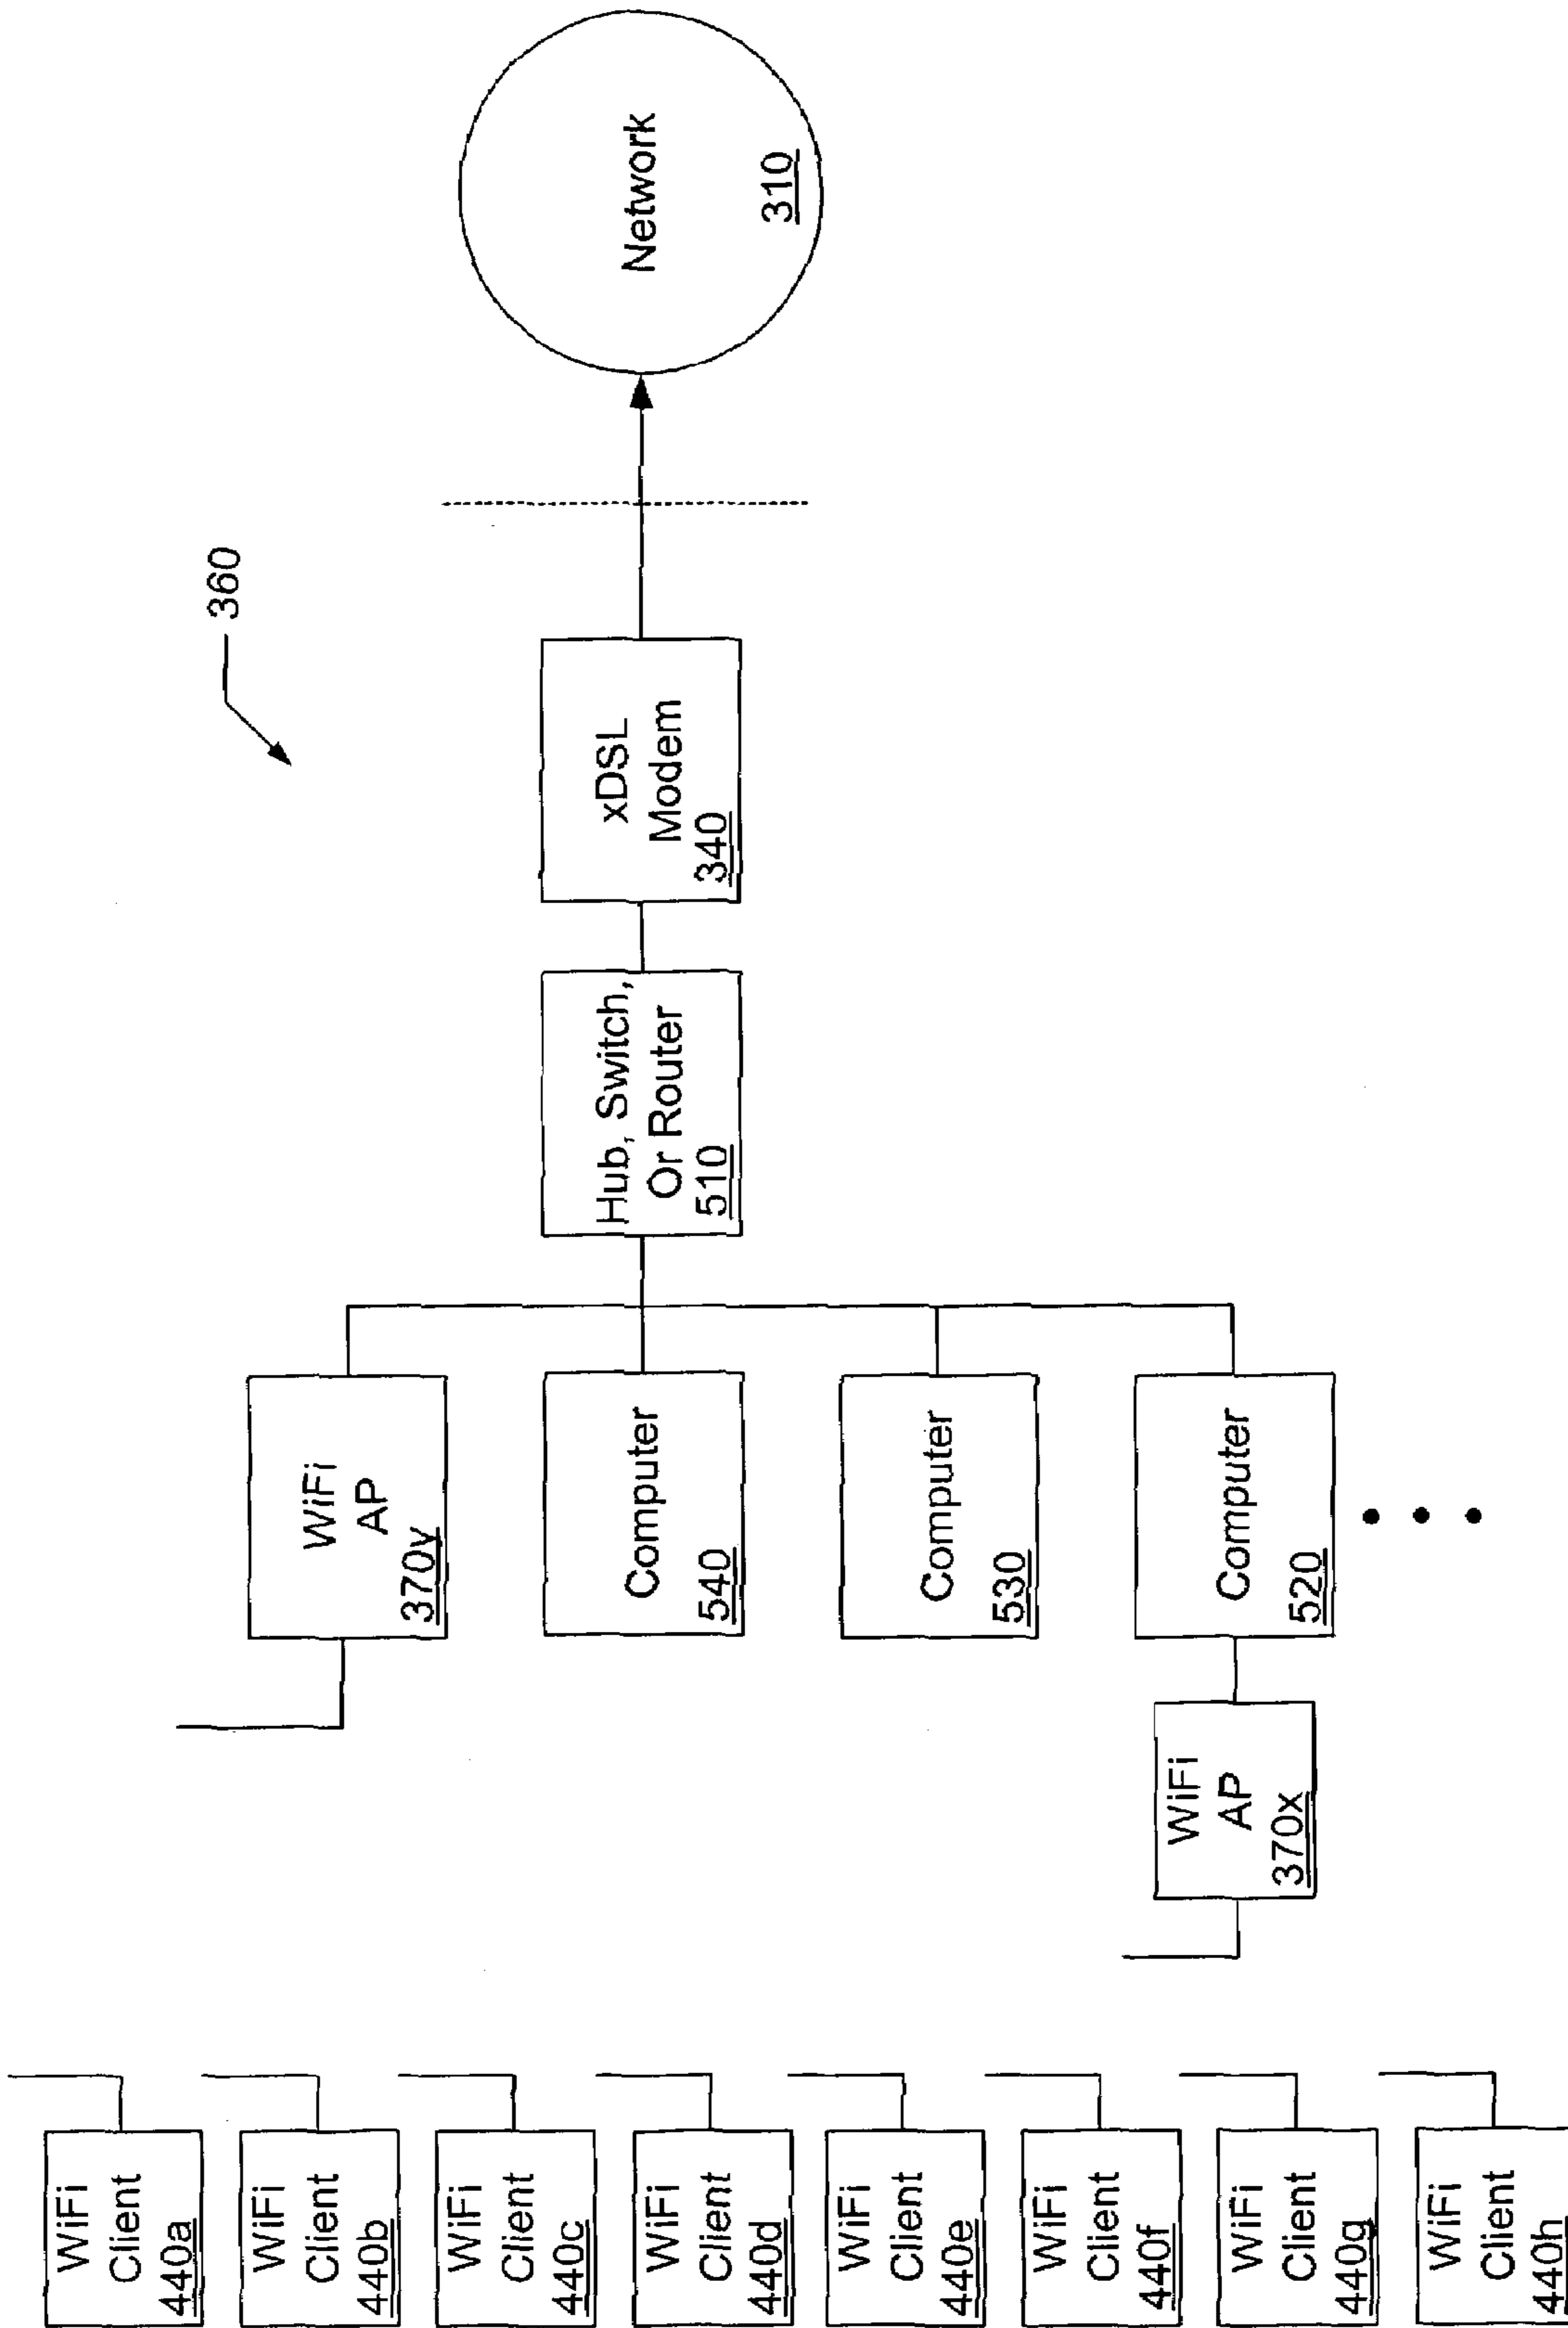 WiFi
Client
440a
WiFi
Client
440b
WiFi
Client
440c
WiFi
Client
440d
WiFi
Client
440e
WiFi
Client
440f
WiFi
Client
440g
WiFi
Client
440h
WiFi
AP
370x
WiFi
AP
370y
Computer
540
Computer
530
Computer
520
Hub, Switch,
Or Router
510
xDSL
Modem
340
360
Network
310